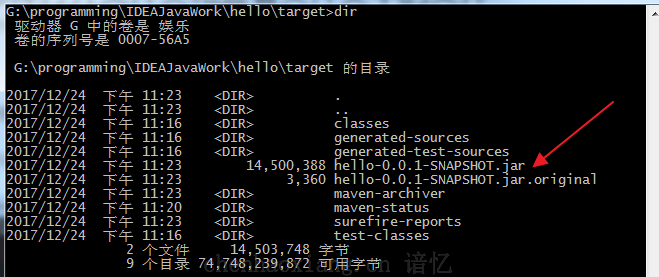 G:\programming\IDEAJavaWork\hello\target>dir
驱动器 G 中的卷是 娱乐
卷的序列号是 0007-56A5
G:\programming\IDEAJavaWork\hello\target 的目录
2017/12/24 下午 11:23 <DIR> .
2017/12/24 下午 11:23 <DIR> ..
2017/12/24 下午 11:16 <DIR> classes
2017/12/24 下午 11:16 <DIR> generated-sources
2017/12/24 下午 11:16 <DIR> generated-test-sources
2017/12/24 下午 11:23 14,500,388 hello-0.0.1-SNAPSHOT.jar
2017/12/24 下午 11:23 3,360 hello-0.0.1-SNAPSHOT.jar.original
2017/12/24 下午 11:23 <DIR> maven-archiver
2017/12/24 下午 11:20 <DIR> maven-status
2017/12/24 下午 11:23 <DIR> surefire-reports
2017/12/24 下午 11:16 <DIR> test-classes
2 个文件 14,503,748 字节
9 个目录 74,748,239,872 可用字节